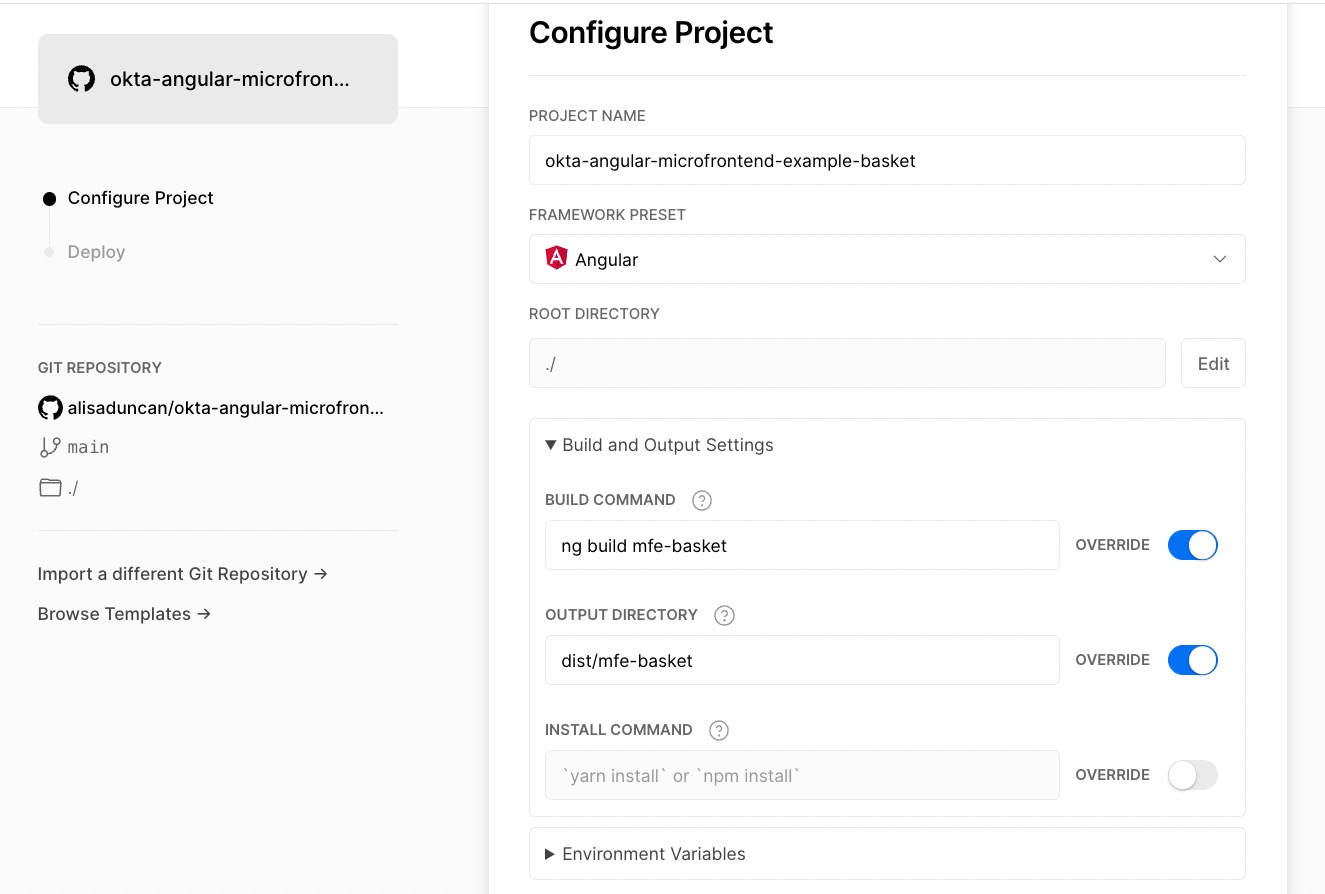 okta-angular-microfron...
Configure Project
Deploy
GIT REPOSITORY
alisaduncan/okta-angular-microfron...
main
./
Import a different Git Repository →
Browse Templates →
Configure Project
PROJECT NAME
okta-angular-microfrontend-example-basket
FRAMEWORK PRESET
Angular
ROOT DIRECTORY
./
Edit
Build and Output Settings
BUILD COMMAND ?
ng build mfe-basket
OVERRIDE
OUTPUT DIRECTORY ?
dist/mfe-basket
OVERRIDE
INSTALL COMMAND ?
`yarn install` or `npm install`
OVERRIDE
Environment Variables